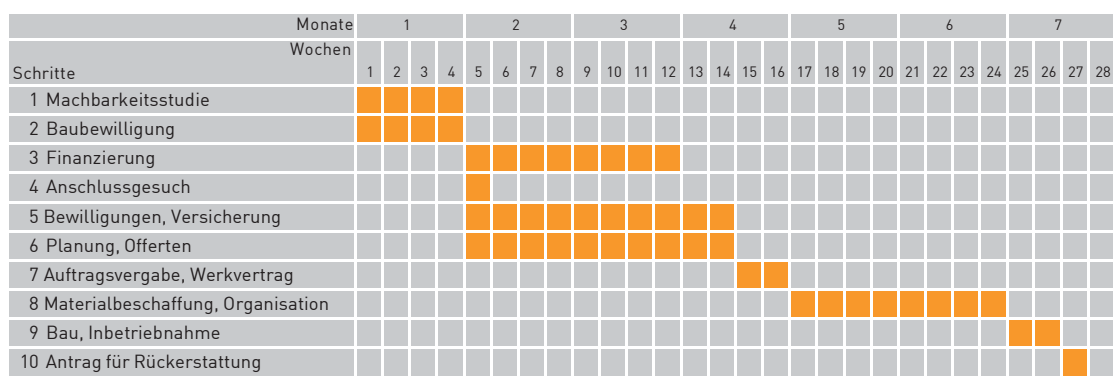 Monate 1 2 3 4 5 6 7
Wochen
Schritte 1 2 3 4 5 6 7 8 9 10 11 12 13 14 15 16 17 18 19 20 21 22 23 24 25 26 27 28
1 Machbarkeitsstudie
2 Baubewilligung
3 Finanzierung
4 Anschlussgesuch
5 Bewilligungen, Versicherung
6 Planung, Offerten
7 Auftragsvergabe, Werkvertrag
8 Materialbeschaffung, Organisation
9 Bau, Inbetriebnahme
10 Antrag für Rückerstattung